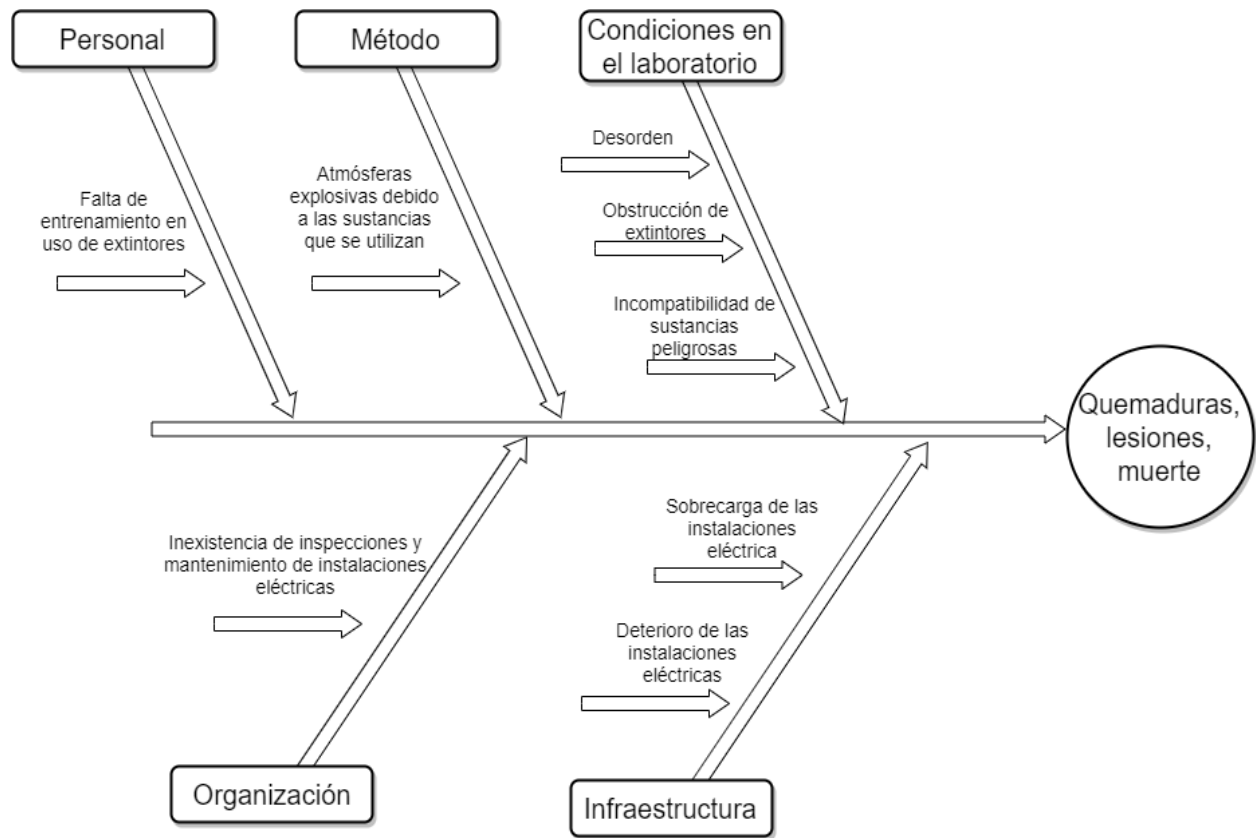 Personal
Método
Condiciones en
el laboratorio
Desorden
Atmósferas
explosivas debido
a las sustancias
que se utilizan
Falta de
entrenamiento en
uso de extintores
Obstrucción de
extintores
Incompatibilidad de
sustancias
peligrosas
Quemaduras,
lesiones,
muerte
Inexistencia de inspecciones y
mantenimiento de instalaciones
eléctricas
Sobrecarga de las
instalaciones
eléctrica
Deterioro de las
instalaciones
eléctricas
Organización
Infraestructura